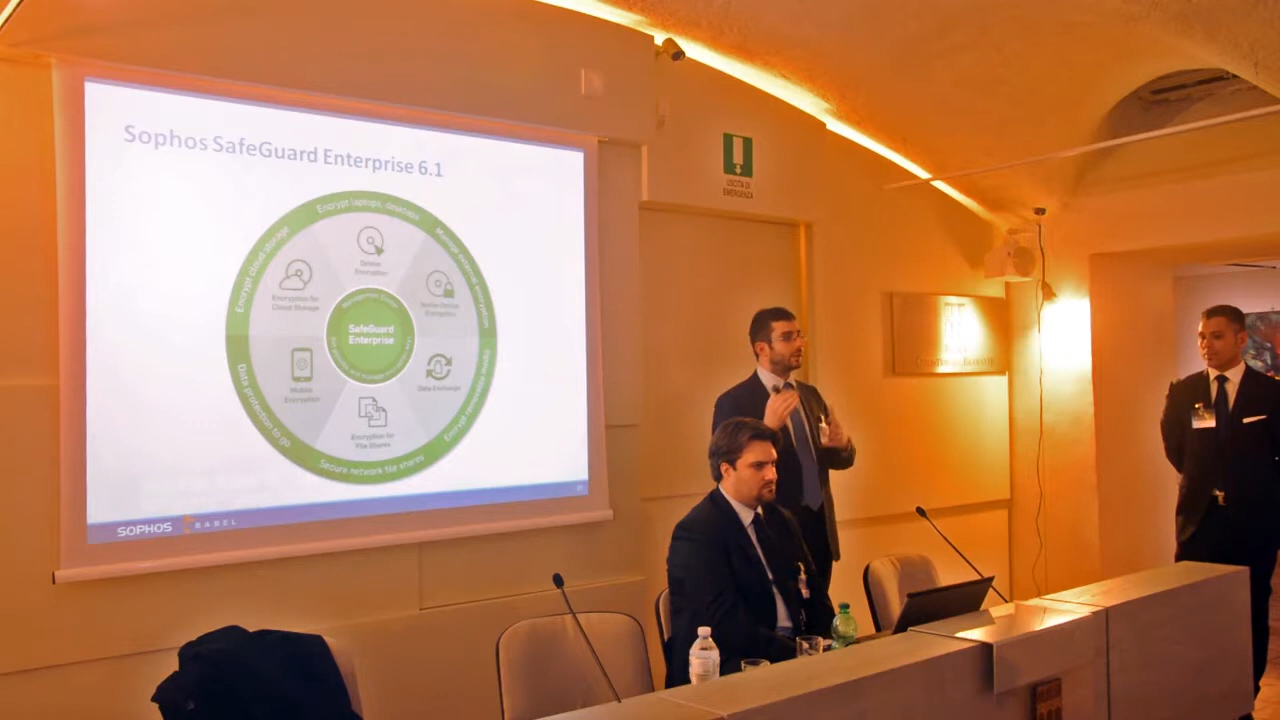 Sophos SafeGuard Enterprise 6.1
Encrypt laptops, desktops
Manage external encryption
Encrypt removable media
Secure network file shares
Data protection to go
Encrypt cloud storage
Device
Encryption
Native Device
Encryption
Data Exchange
Encryption for
File Shares
Mobile
Encryption
Encryption for
Cloud Storage
Management Center
SafeGuard
Enterprise
SOPHOS
BABEL
USCITA DI
EMERGENZA